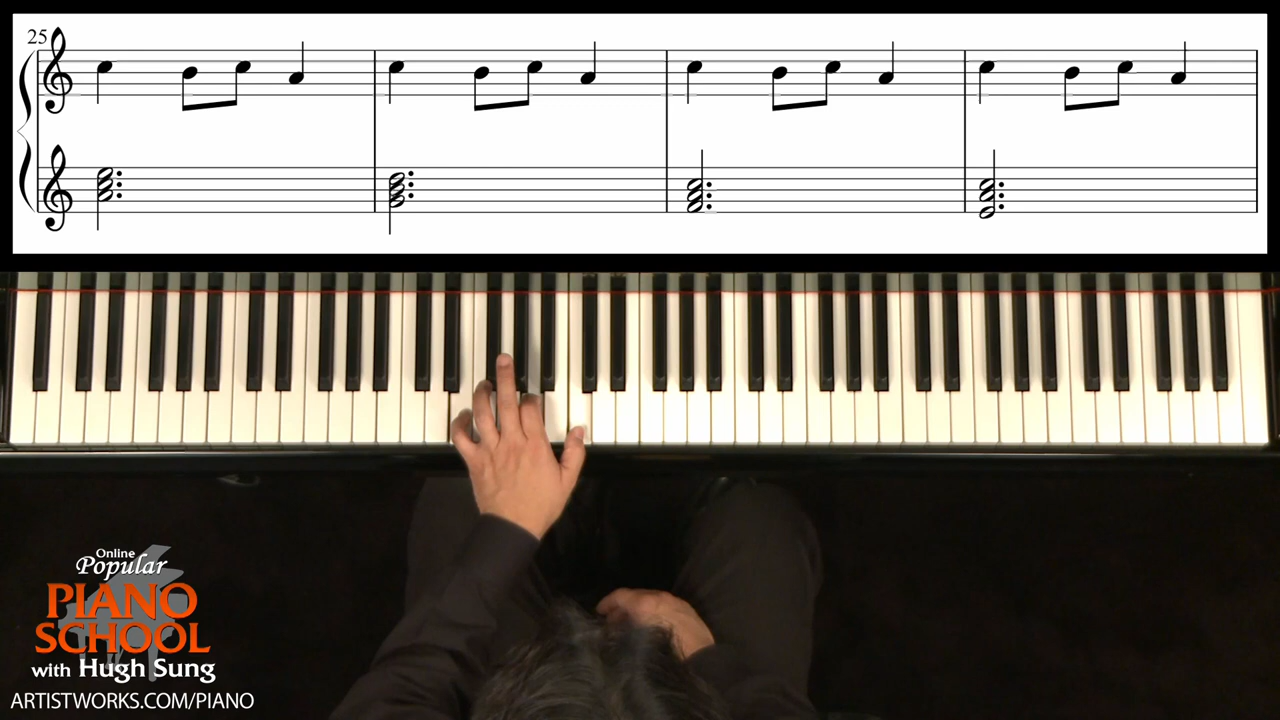 25
Online
Popular
PIANO
SCHOOL
with Hugh Sung
ARTISTWORKS.COM/PIANO